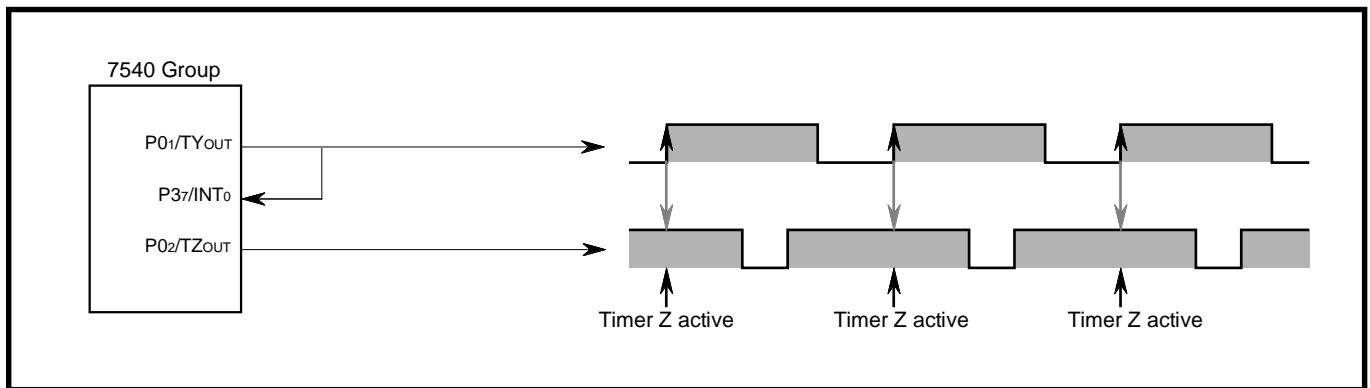 7540 Group
P01/TYOUT
P37/INT0
P02/TZOUT
Timer Z active
Timer Z active
Timer Z active